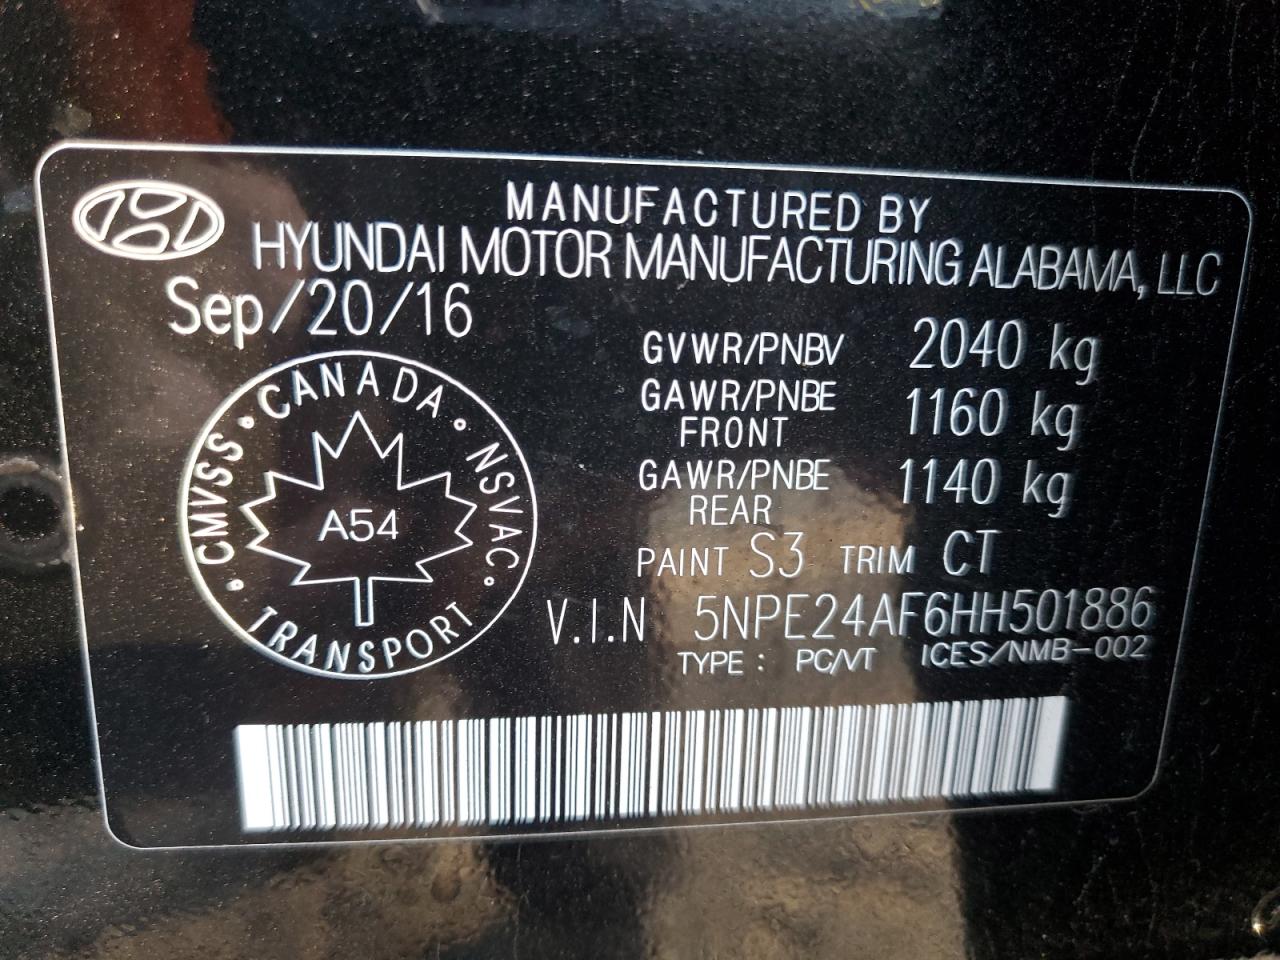 MANUFACTURED BY
HYUNDAI MOTOR MANUFACTURING ALABAMA, LLC
Sep/20/16
GVWR/PNBV 2040 kg
GAWR/PNBE 1160 kg
FRONT
GAWR/PNBE 1140 kg
REAR
PAINT S3 TRIM CT
V.I.N 5NPE24AF6HH501886
TYPE : PC/VT ICES/NMB-002
CANADA
CMVSS
NSVAC
A54
TRANSPORT